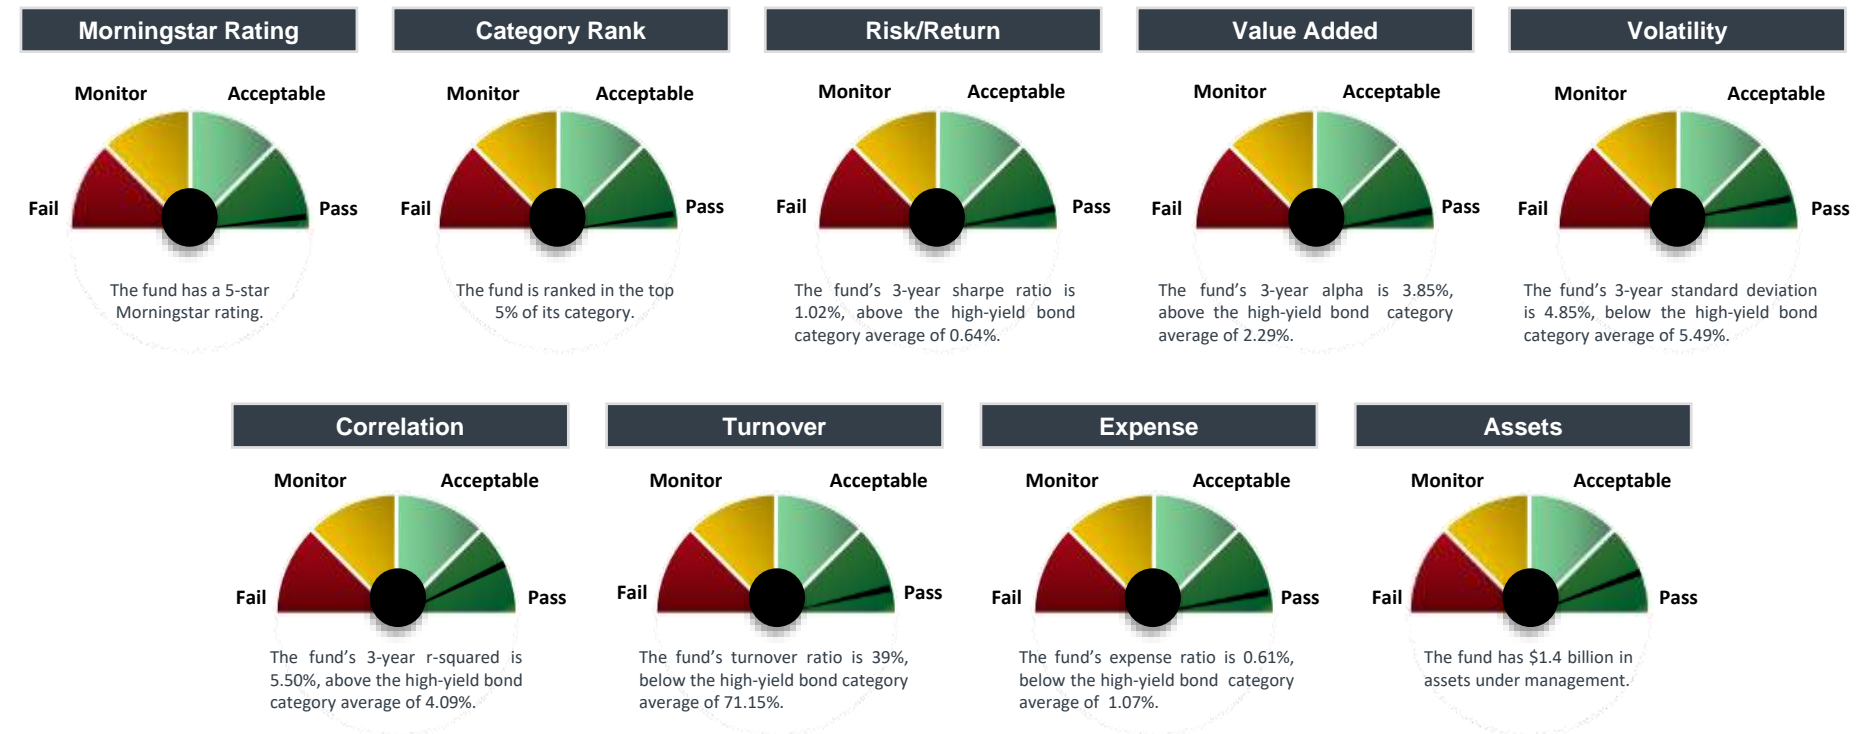 Morningstar Rating
Category Rank
Risk/Return
Value Added
Volatility
Monitor Acceptable
Fail Pass
The fund has a 5-star
Morningstar rating.
Monitor Acceptable
Fail Pass
The fund is ranked in the top
5% of its category.
Monitor Acceptable
Fail Pass
The fund's 3-year sharpe ratio is
1.02%, above the high-yield bond
category average of 0.64%.
Monitor Acceptable
Fail Pass
The fund's 3-year alpha is 3.85%,
above the high-yield bond category
average of 2.29%.
Monitor Acceptable
Fail Pass
The fund's 3-year standard deviation
is 4.85%, below the high-yield bond
category average of 5.49%.
Correlation
Turnover
Expense
Assets
Monitor Acceptable
Fail Pass
The fund's 3-year r-squared is
5.50%, above the high-yield bond
category average of 4.09%.
Monitor Acceptable
Fail Pass
The fund's turnover ratio is 39%,
below the high-yield bond category
average of 71.15%.
Monitor Acceptable
Fail Pass
The fund's expense ratio is 0.61%,
below the high-yield bond category
average of 1.07%.
Monitor Acceptable
Fail Pass
The fund has $1.4 billion in
assets under management.